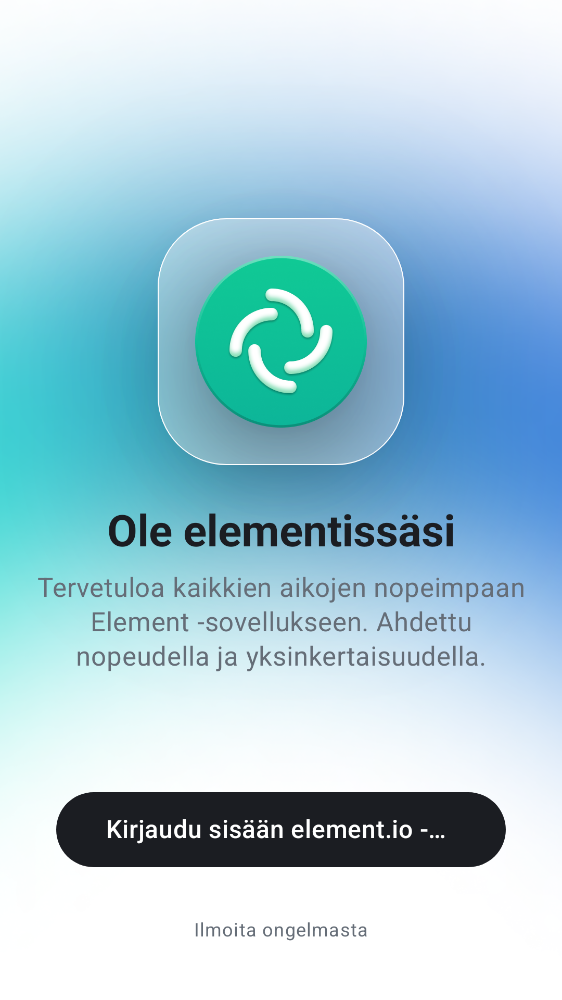 Ole elementissäsi
Tervetuloa kaikkien aikojen nopeimpaan
Element -sovellukseen. Ahdettu
nopeudella ja yksinkertaisuudella.
Kirjaudu sisään element.io -…
Ilmoita ongelmasta